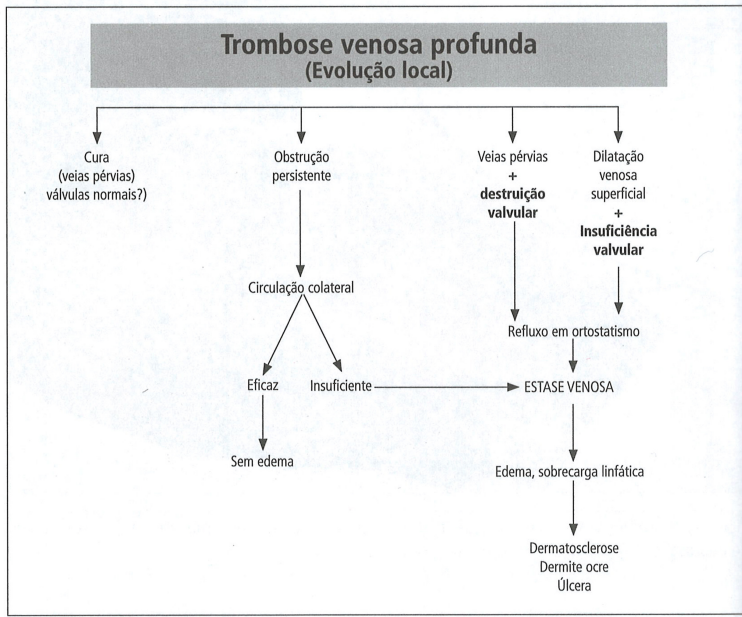 Trombose venosa profunda
(Evolução local)
Cura
(veias pérvias)
válvulas normais?)
Obstrução
persistente
Veias pérvias
+
destruição
valvular
Dilatação
venosa
superficial
+
Insuficiência
valvular
Circulação colateral
Refluxo em ortostatismo
Eficaz
Insuficiente
ESTASE VENOSA
Sem edema
Edema, sobrecarga linfática
Dermatosclerose
Dermite ocre
Úlcera